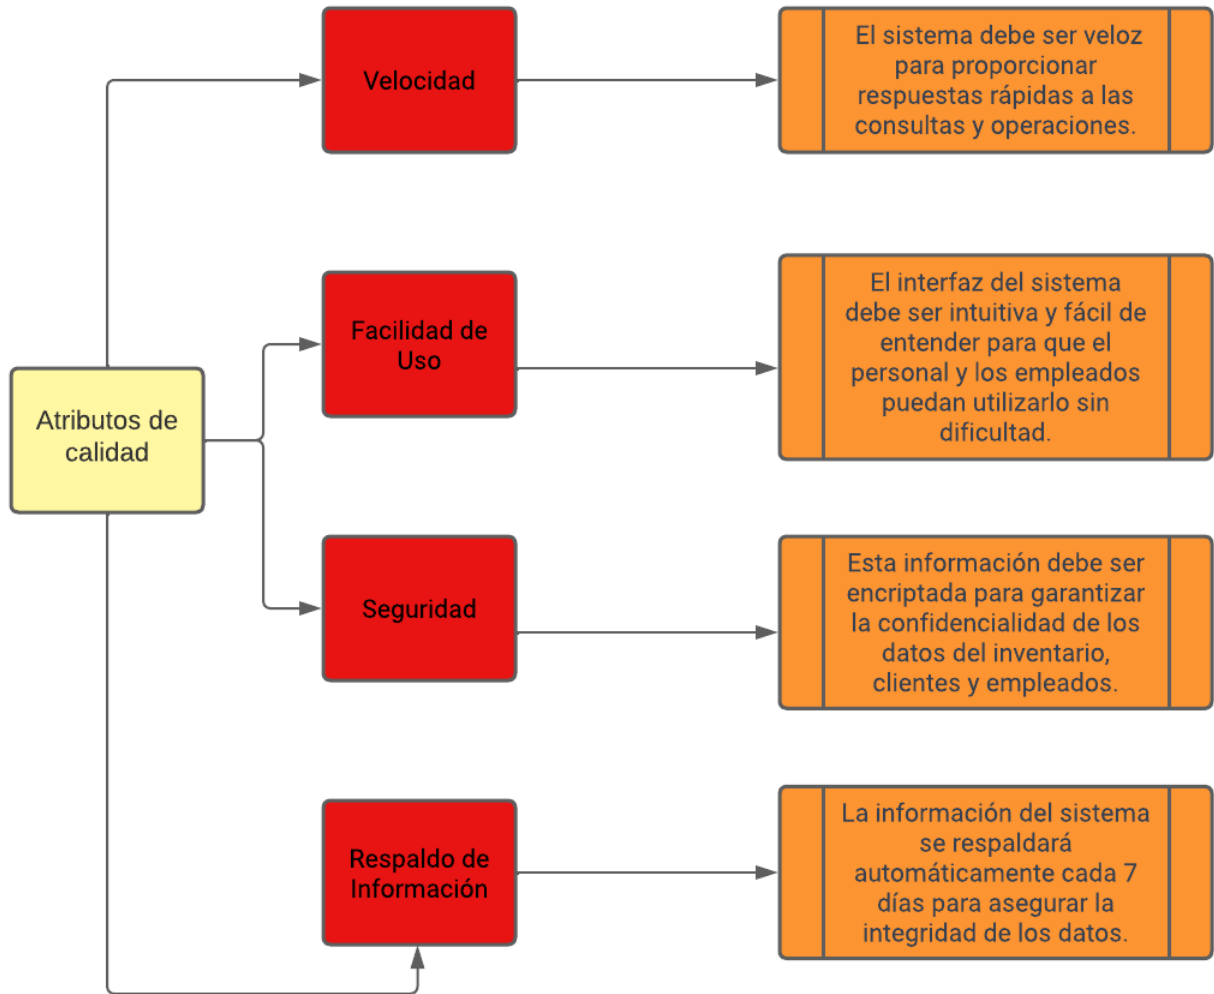 Velocidad
El sistema debe ser veloz
para proporcionar
respuestas rápidas a las
consultas y operaciones.
Atributos de
calidad
Facilidad de
Uso
El interfaz del sistema
debe ser intuitiva y fácil de
entender para que el
personal y los empleados
puedan utilizarlo sin
dificultad.
Seguridad
Esta información debe ser
encriptada para garantizar
la confidencialidad de los
datos del inventario,
clientes y empleados.
Respaldo de
Información
La información del sistema
se respaldará
automáticamente cada 7
días para asegurar la
integridad de los datos.